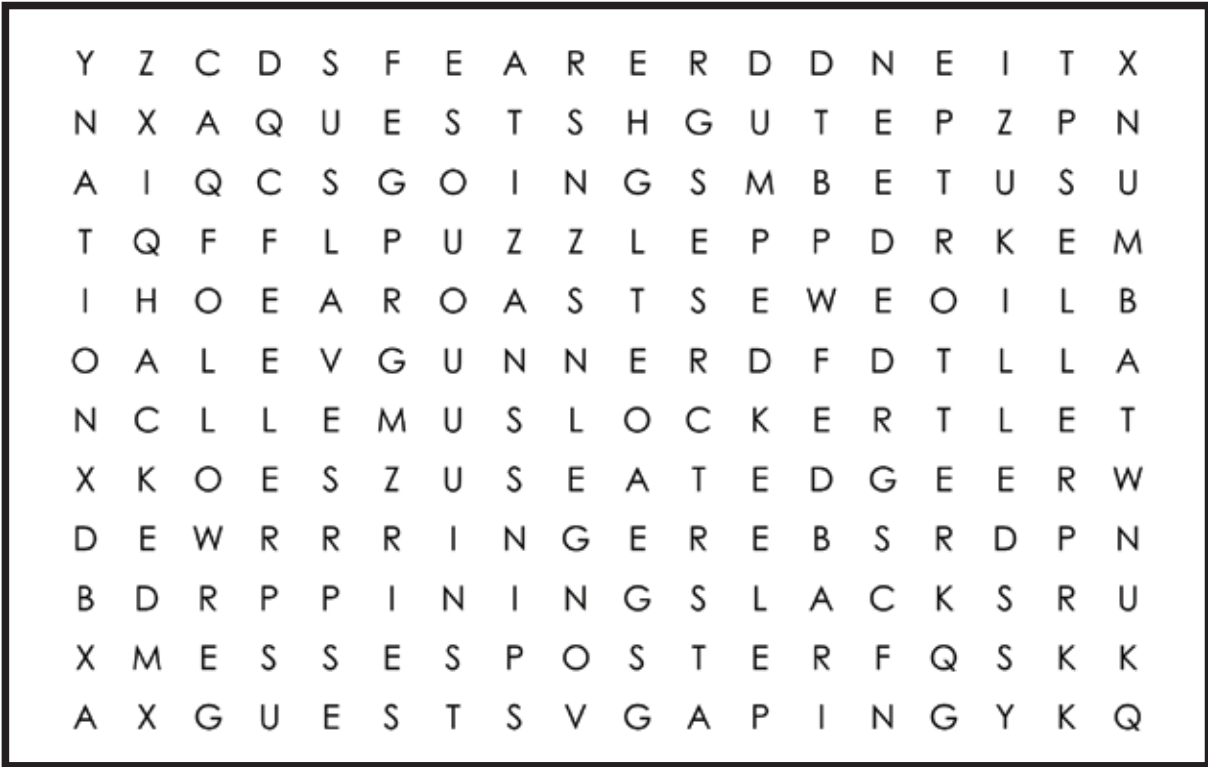 Y Z C D S F E A R E R D D N E I T X
N X A Q U E S T S H G U T E P Z P N
A I Q C S G O I N G S M B E T U S U
T Q F F L P U Z Z L E P P D R K E M
I H O E A R O A S T S E W E O I L B
O A L E V G U N N E R D F D T L L A
N C L L E M U S L O C K E R T L E T
X K O E S Z U S E A T E D G E E R W
D E W R R R I N G E R E B S R D P N
B D R P P I N I N G S L A C K S R U
X M E S S E S P O S T E R F Q S K K
A X G U E S T S V G A P I N G Y K Q